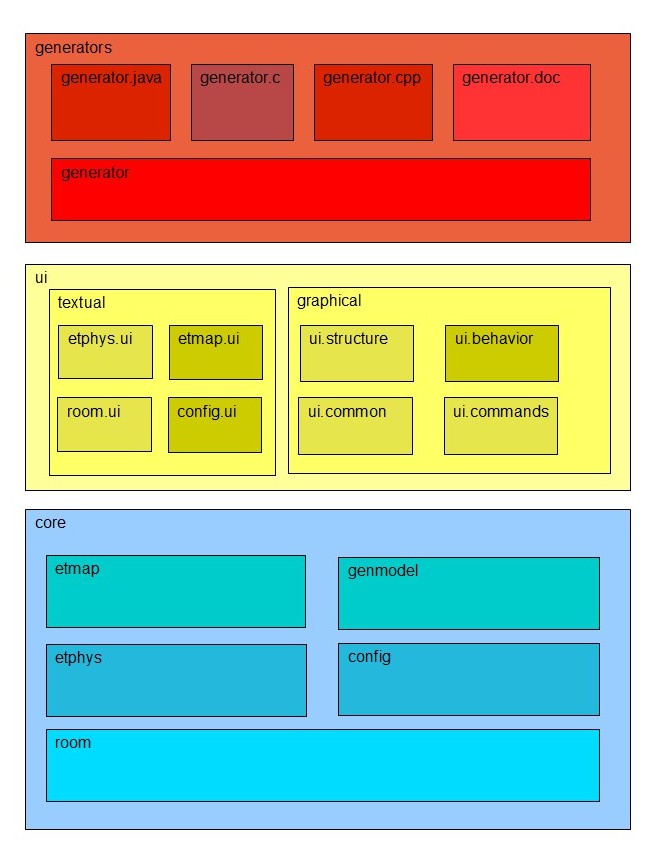 generators
generator.java
generator.c
generator.cpp
generator.doc
generator
ui
textual
etphys.ui
etmap.ui
room.ui
config.ui
graphical
ui.structure
ui.behavior
ui.common
ui.commands
core
etmap
genmodel
etphys
config
room